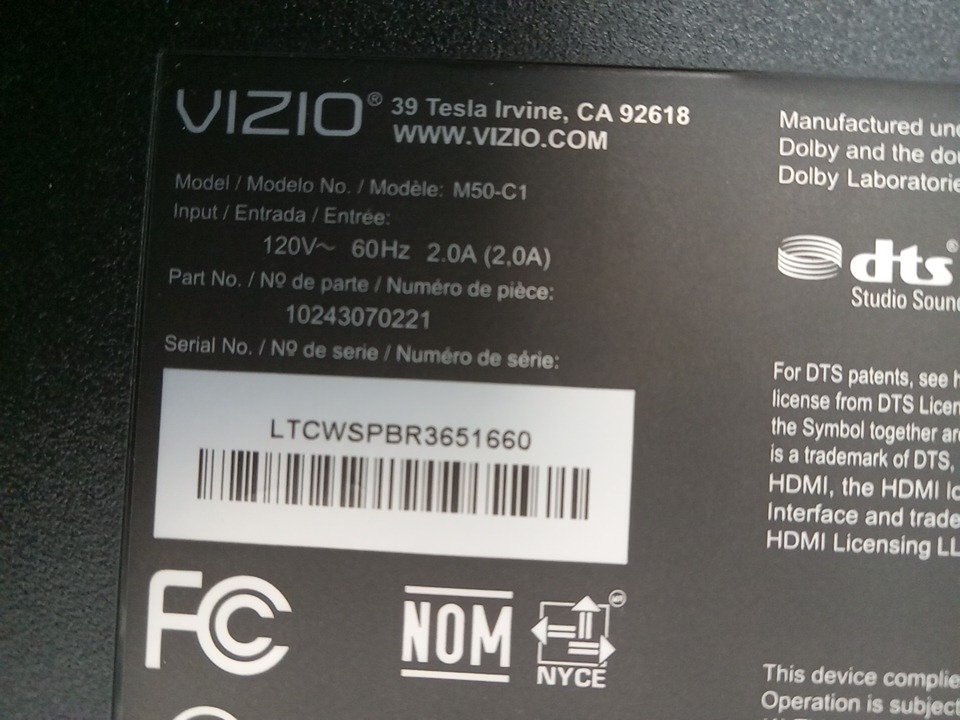 VIZIO® 39 Tesla Irvine, CA 92618
WWW.VIZIO.COM
Model / Modelo No. / Modèle: M50-C1
Input / Entrada / Entrée:
120V~ 60Hz 2.0A (2,0A)
Part No. / Nº de parte / Numéro de pièce:
10243070221
Serial No. / Nº de serie / Numéro de série:
LTCWSPBR3651660
FC
NOM
NYCE
Manufactured
Dolby and the
Dolby
dts®
Studio
For DTS patents, see
license from DTS
the Symbol together
is a trademark of DTS,
HDMI, the HDMI
Interface and
HDMI Licensing
This device
Operation is